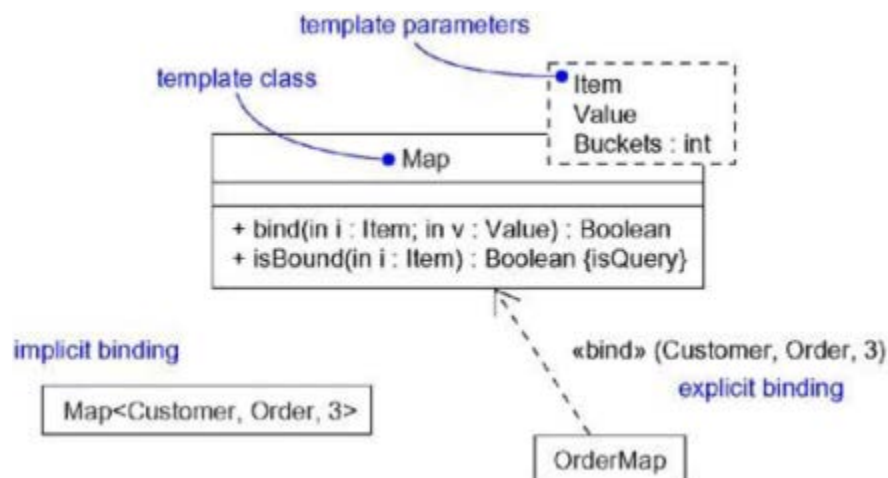 template parameters
template class
Item
Value
Buckets : int
Map
+ bind(in i : Item; in v : Value) : Boolean
+ isBound(in i : Item) : Boolean {isQuery}
implicit binding
«bind» (Customer, Order, 3)
explicit binding
Map<Customer, Order, 3>
OrderMap